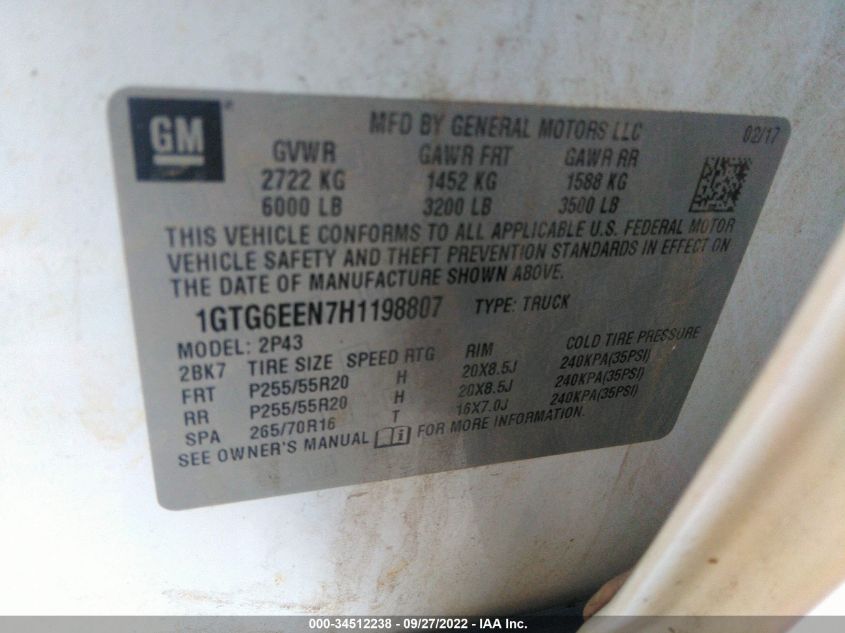 GM
MFD BY GENERAL MOTORS LLC
02/17
GVWR GAWR FRT GAWR RR
2722 KG 1452 KG 1588 KG
6000 LB 3200 LB 3500 LB
THIS VEHICLE CONFORMS TO ALL APPLICABLE U.S. FEDERAL MOTOR
VEHICLE SAFETY AND THEFT PREVENTION STANDARDS IN EFFECT ON
THE DATE OF MANUFACTURE SHOWN ABOVE.
1GTG6EEN7H1198807 TYPE: TRUCK
MODEL: 2P43
2BK7 TIRE SIZE SPEED RTG RIM COLD TIRE PRESSURE
FRT P255/55R20 H 20X8.5J 240KPA(35PSI)
RR P255/55R20 H 20X8.5J 240KPA(35PSI)
SPA 265/70R16 T 16X7.0J 240KPA(35PSI)
SEE OWNER'S MANUAL FOR MORE INFORMATION.
000-34512238 - 09/27/2022 - IAA Inc.